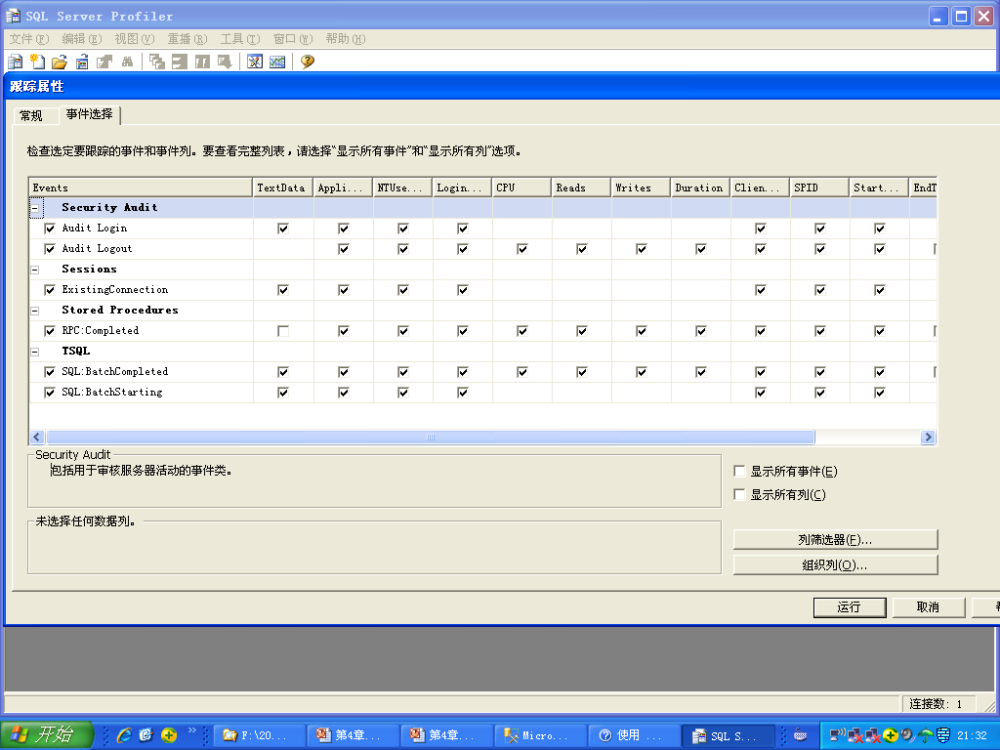 SQL Server Profiler
文件(F) 编辑(E) 视图(V) 重播(R) 工具(T) 窗口(W) 帮助(H)
跟踪属性
常规 事件选择
检查选定要跟踪的事件和事件列。要查看完整列表，请选择“显示所有事件”和“显示所有列”选项。
Events TextData Appli... NTUse... Login... CPU Reads Writes Duration Clien... SPID Start... EndT
Security Audit
Audit Login
Audit Logout
Sessions
ExistingConnection
Stored Procedures
RPC:Completed
TSQL
SQL:BatchCompleted
SQL:BatchStarting
Security Audit
包括用于审核服务器活动的事件类。
显示所有事件(E)
显示所有列(C)
未选择任何数据列。
列筛选器(F)...
组织列(O)...
运行 取消
连接数: 1
开始 F:\20... 第4章... 第4章... Micro... 使用 ... SQL S... 21:32